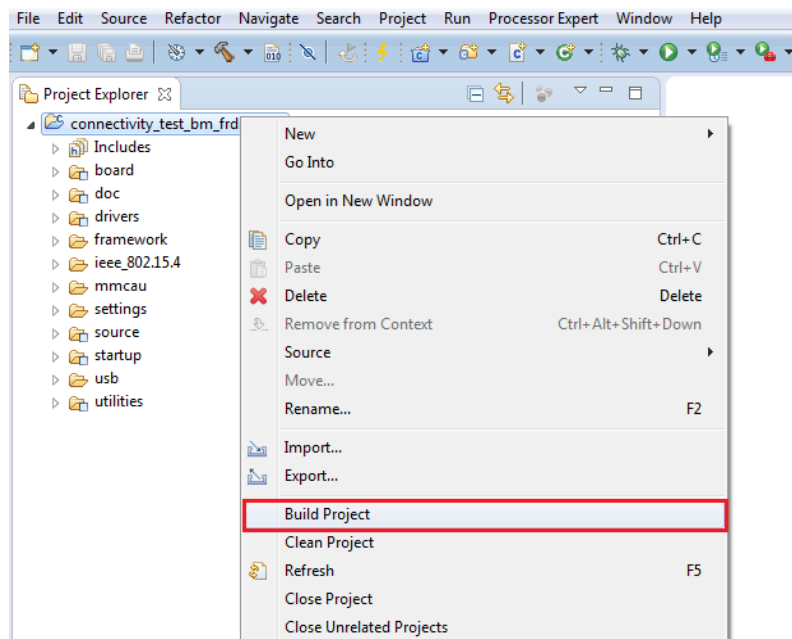 File Edit Source Refactor Navigate Search Project Run Processor Expert Window Help
Project Explorer
connectivity_test_bm_frd
Includes
board
doc
drivers
framework
ieee_802.15.4
mmcau
settings
source
startup
usb
utilities
New
Go Into
Open in New Window
Copy Ctrl+C
Paste Ctrl+V
Delete Delete
Remove from Context Ctrl+Alt+Shift+Down
Source
Move...
Rename... F2
Import...
Export...
Build Project
Clean Project
Refresh F5
Close Project
Close Unrelated Projects